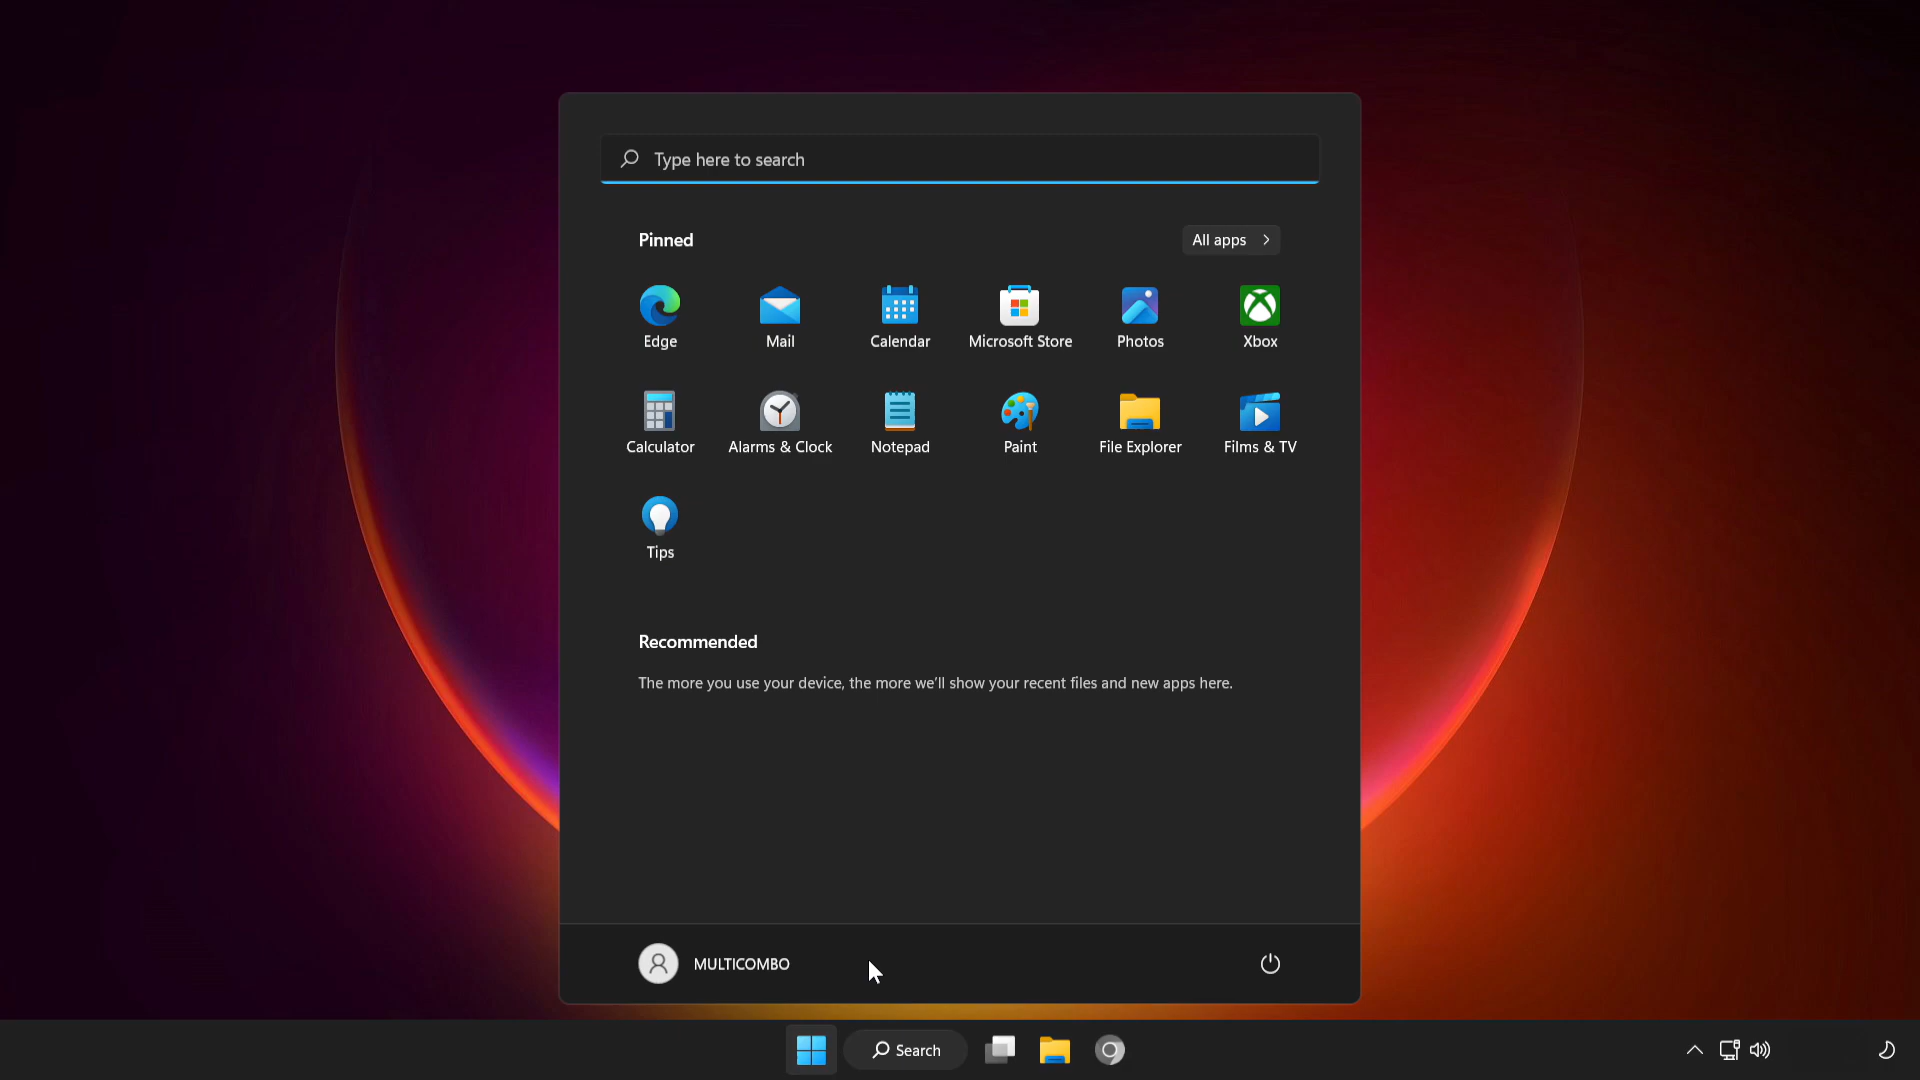 Type here to search
Pinned
All apps
Edge
Mail
Calendar
Microsoft Store
Photos
Xbox
Calculator
Alarms & Clock
Notepad
Paint
File Explorer
Films & TV
Tips
Recommended
The more you use your device, the more we’ll show your recent files and new apps here.
MULTICOMBO
Search